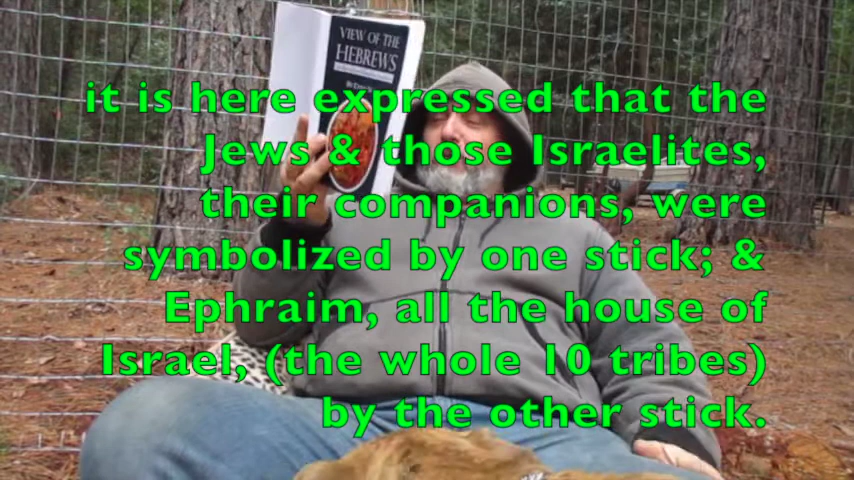 VIEW OF THE
HEBREWS
it is here expressed that the
Jews & those Israelites,
their companions, were
symbolized by one stick; &
Ephraim, all the house of
Israel, (the whole 10 tribes)
by the other stick.